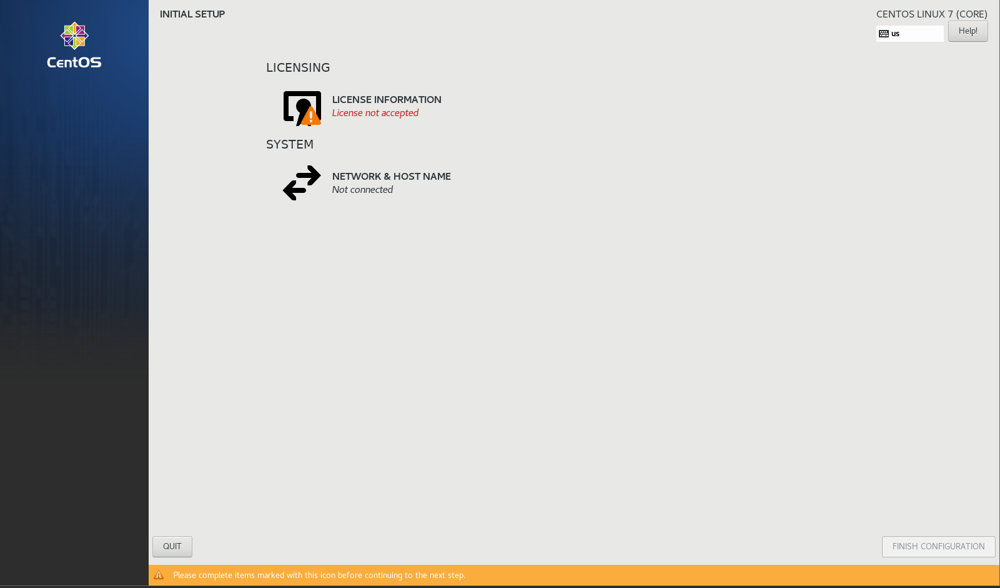 CentOS
INITIAL SETUP
CENTOS LINUX 7 (CORE)
us
Help!
LICENSING
LICENSE INFORMATION
License not accepted
SYSTEM
NETWORK & HOST NAME
Not connected
QUIT
FINISH CONFIGURATION
Please complete items marked with this icon before continuing to the next step.